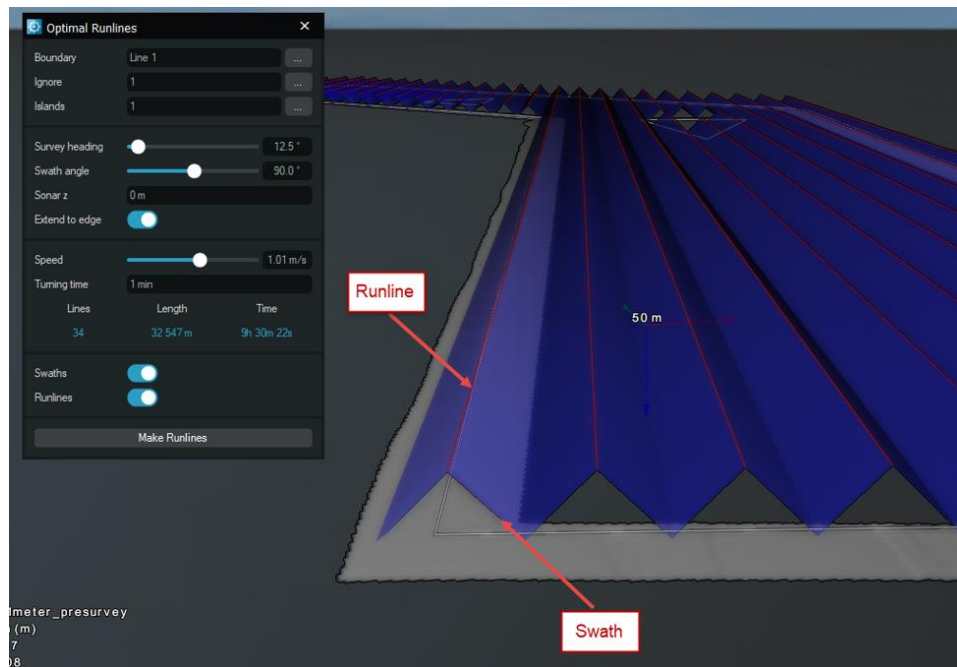 Optimal Runlines
Boundary Line 1 ...
Ignore 1 ...
Islands 1 ...
Survey heading 12.5 °
Swath angle 90.0 °
Sonar z 0 m
Extend to edge
Speed 1.01 m/s
Turning time 1 min
Lines Length Time
34 32 547 m 9h 30m 22s
Swaths
Runlines
Make Runlines
Runline
50 m
Swath
meter_presurvey
(m)
7
08